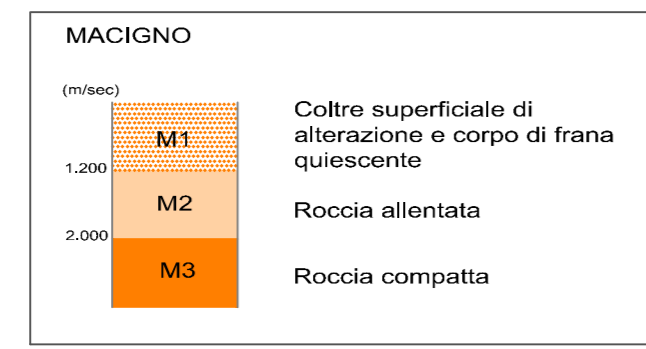 MACIGNO
(m/sec)
M1
Coltre superficiale di
alterazione e corpo di frana
quiescente
1.200
M2
Roccia allentata
2.000
M3
Roccia compatta